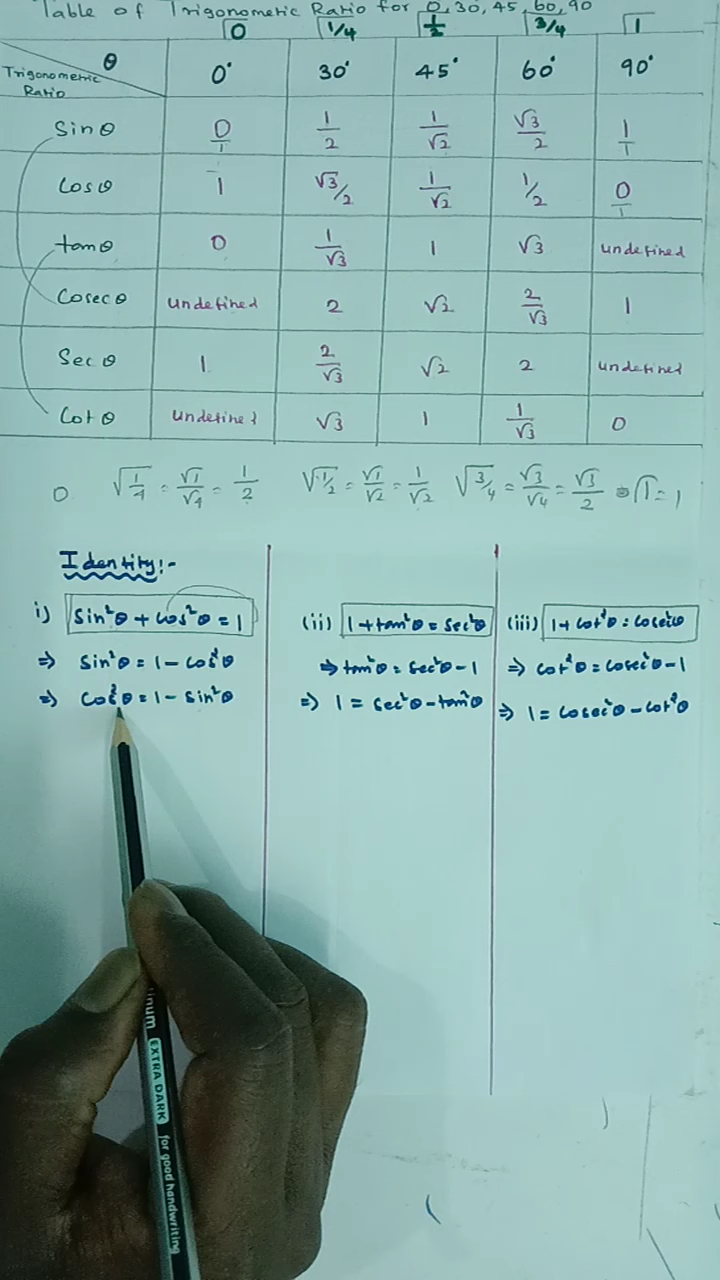 Table of Trigonometric Ratio for 0, 30, 45, 60, 90
√0 √1/4 √1/2 √3/4 √1
θ
Trigonometric Ratio
0° 30° 45° 60° 90°
Sinθ 0/1 1/2 1/√2 √3/2 1/1
Cosθ 1 √3/2 1/√2 1/2 0/1
tanθ 0 1/√3 1 √3 undefined
Cosecθ undefined 2 √2 2/√3 1
Secθ 1 2/√3 √2 2 undefined
Cotθ undefined √3 1 1/√3 0
0 √1/4 = √1/√4 = 1/2 √1/2 = √1/√2 = 1/√2 √3/4 = √3/√4 = √3/2 √1 = 1
Identity:-
i) Sin²θ + Cos²θ = 1
⇒ Sin²θ = 1 - Cos²θ
⇒ Cos²θ = 1 - Sin²θ
(ii) 1 + tan²θ = Sec²θ
⇒ tan²θ = Sec²θ - 1
⇒ 1 = Sec²θ - tan²θ
(iii) 1 + Cot²θ = Cosec²θ
⇒ Cot²θ = Cosec²θ - 1
⇒ 1 = Cosec²θ - Cot²θ
inum EXTRA DARK for good handwriting